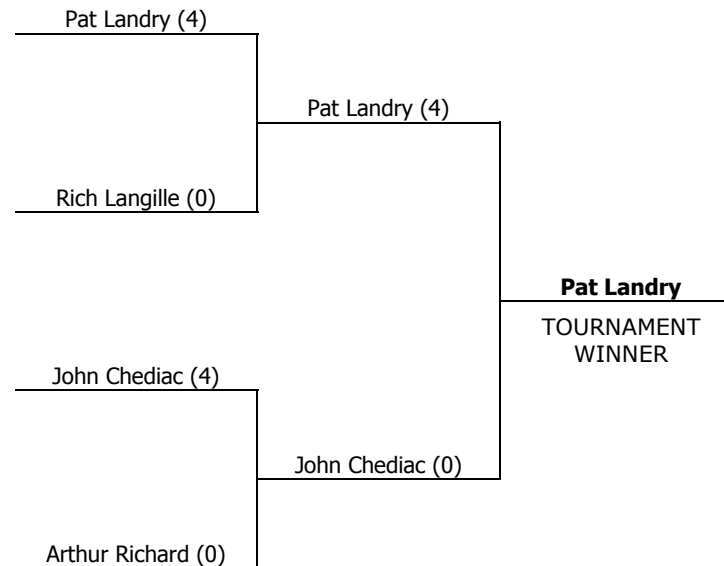 Pat Landry (4)
Pat Landry (4)
Rich Langille (0)
Pat Landry
TOURNAMENT
WINNER
John Chediac (4)
John Chediac (0)
Arthur Richard (0)